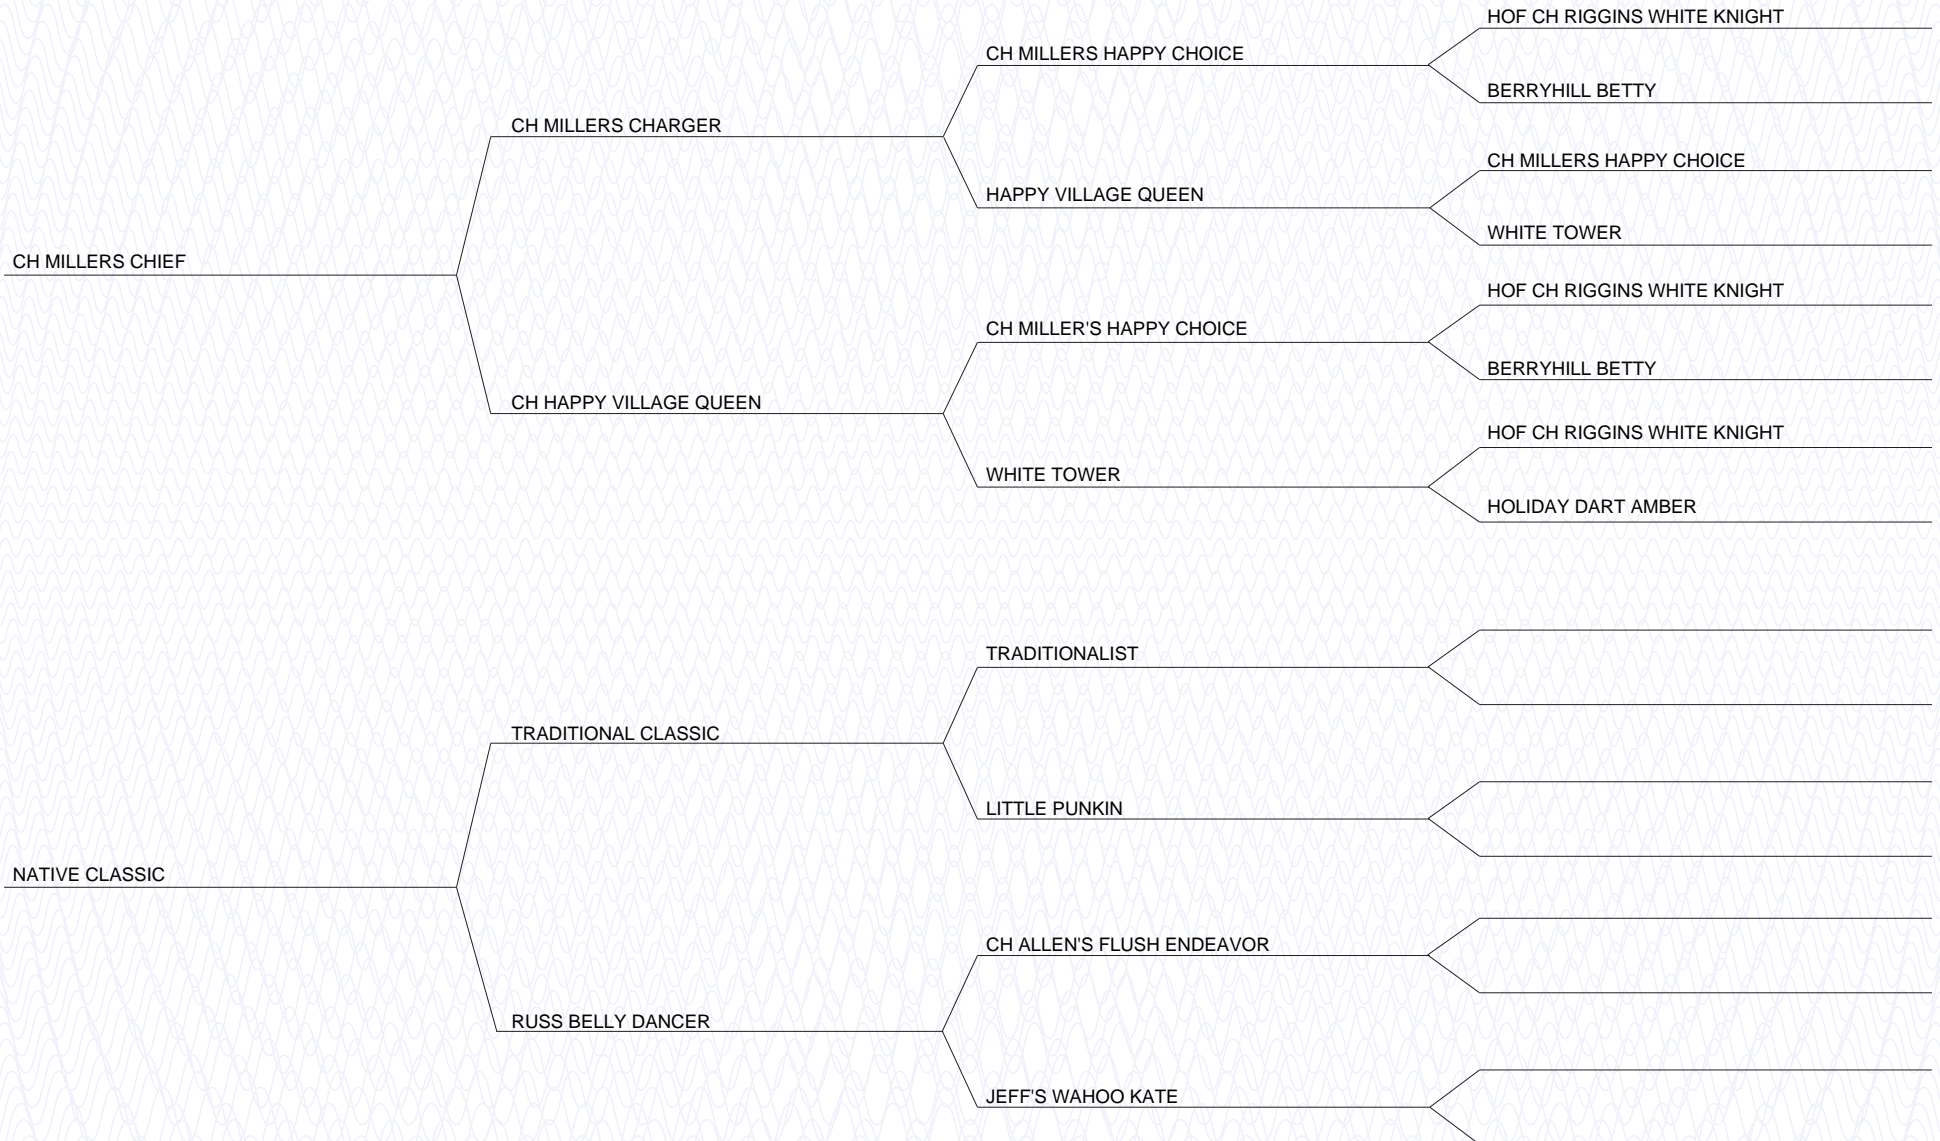 HOF CH RIGGINS WHITE KNIGHT
CH MILLERS HAPPY CHOICE
BERRYHILL BETTY
CH MILLERS CHARGER
CH MILLERS HAPPY CHOICE
HAPPY VILLAGE QUEEN
WHITE TOWER
CH MILLERS CHIEF
HOF CH RIGGINS WHITE KNIGHT
CH MILLER'S HAPPY CHOICE
BERRYHILL BETTY
CH HAPPY VILLAGE QUEEN
HOF CH RIGGINS WHITE KNIGHT
WHITE TOWER
HOLIDAY DART AMBER
TRADITIONALIST
TRADITIONAL CLASSIC
LITTLE PUNKIN
NATIVE CLASSIC
CH ALLEN'S FLUSH ENDEAVOR
RUSS BELLY DANCER
JEFF'S WAHOO KATE